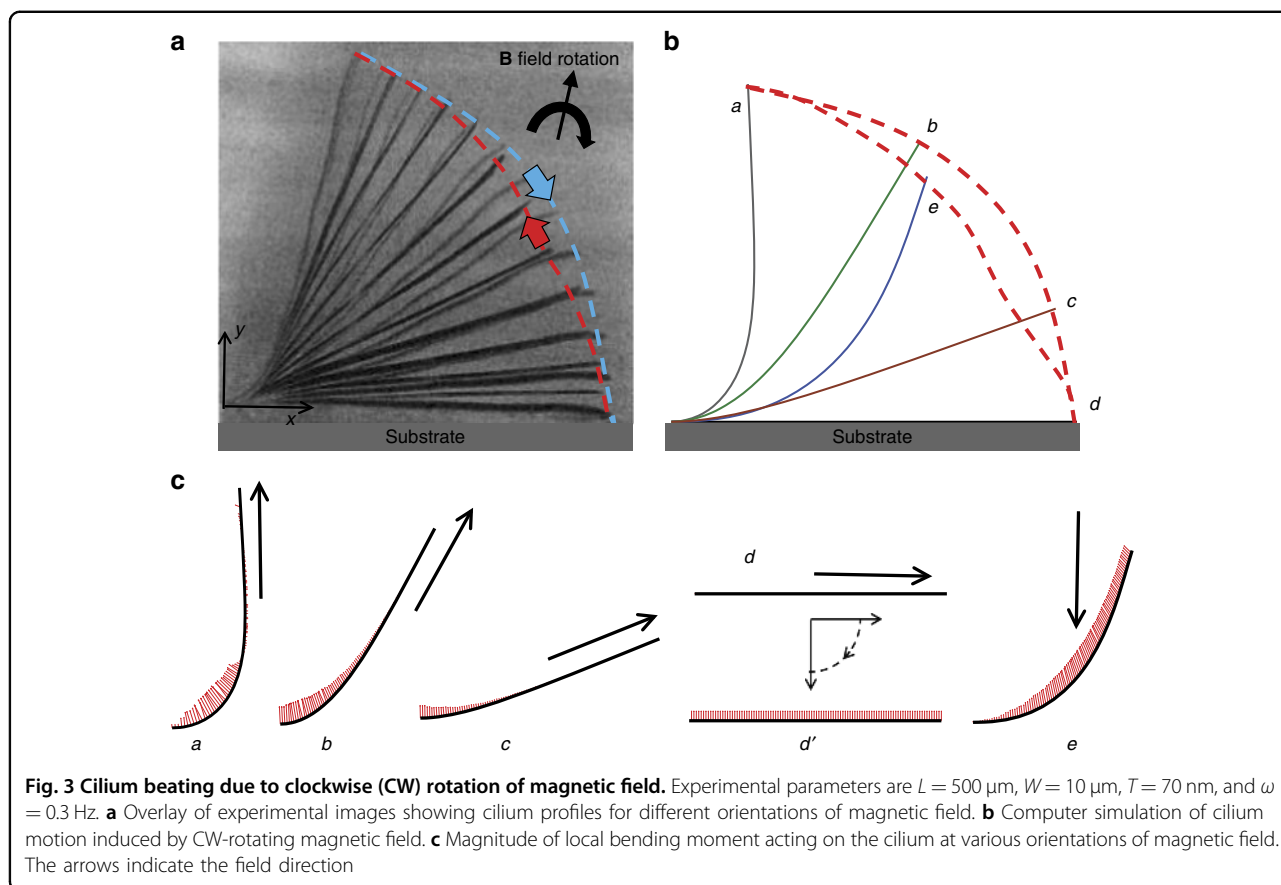 a
B field rotation
y
x
Substrate
b
a
b
e
c
d
Substrate
c
a
b
c
d
d'
e
Fig. 3 Cilium beating due to clockwise (CW) rotation of magnetic field. Experimental parameters are L = 500 µm, W = 10 µm, T = 70 nm, and ω
= 0.3 Hz. a Overlay of experimental images showing cilium profiles for different orientations of magnetic field. b Computer simulation of cilium
motion induced by CW-rotating magnetic field. c Magnitude of local bending moment acting on the cilium at various orientations of magnetic field.
The arrows indicate the field direction